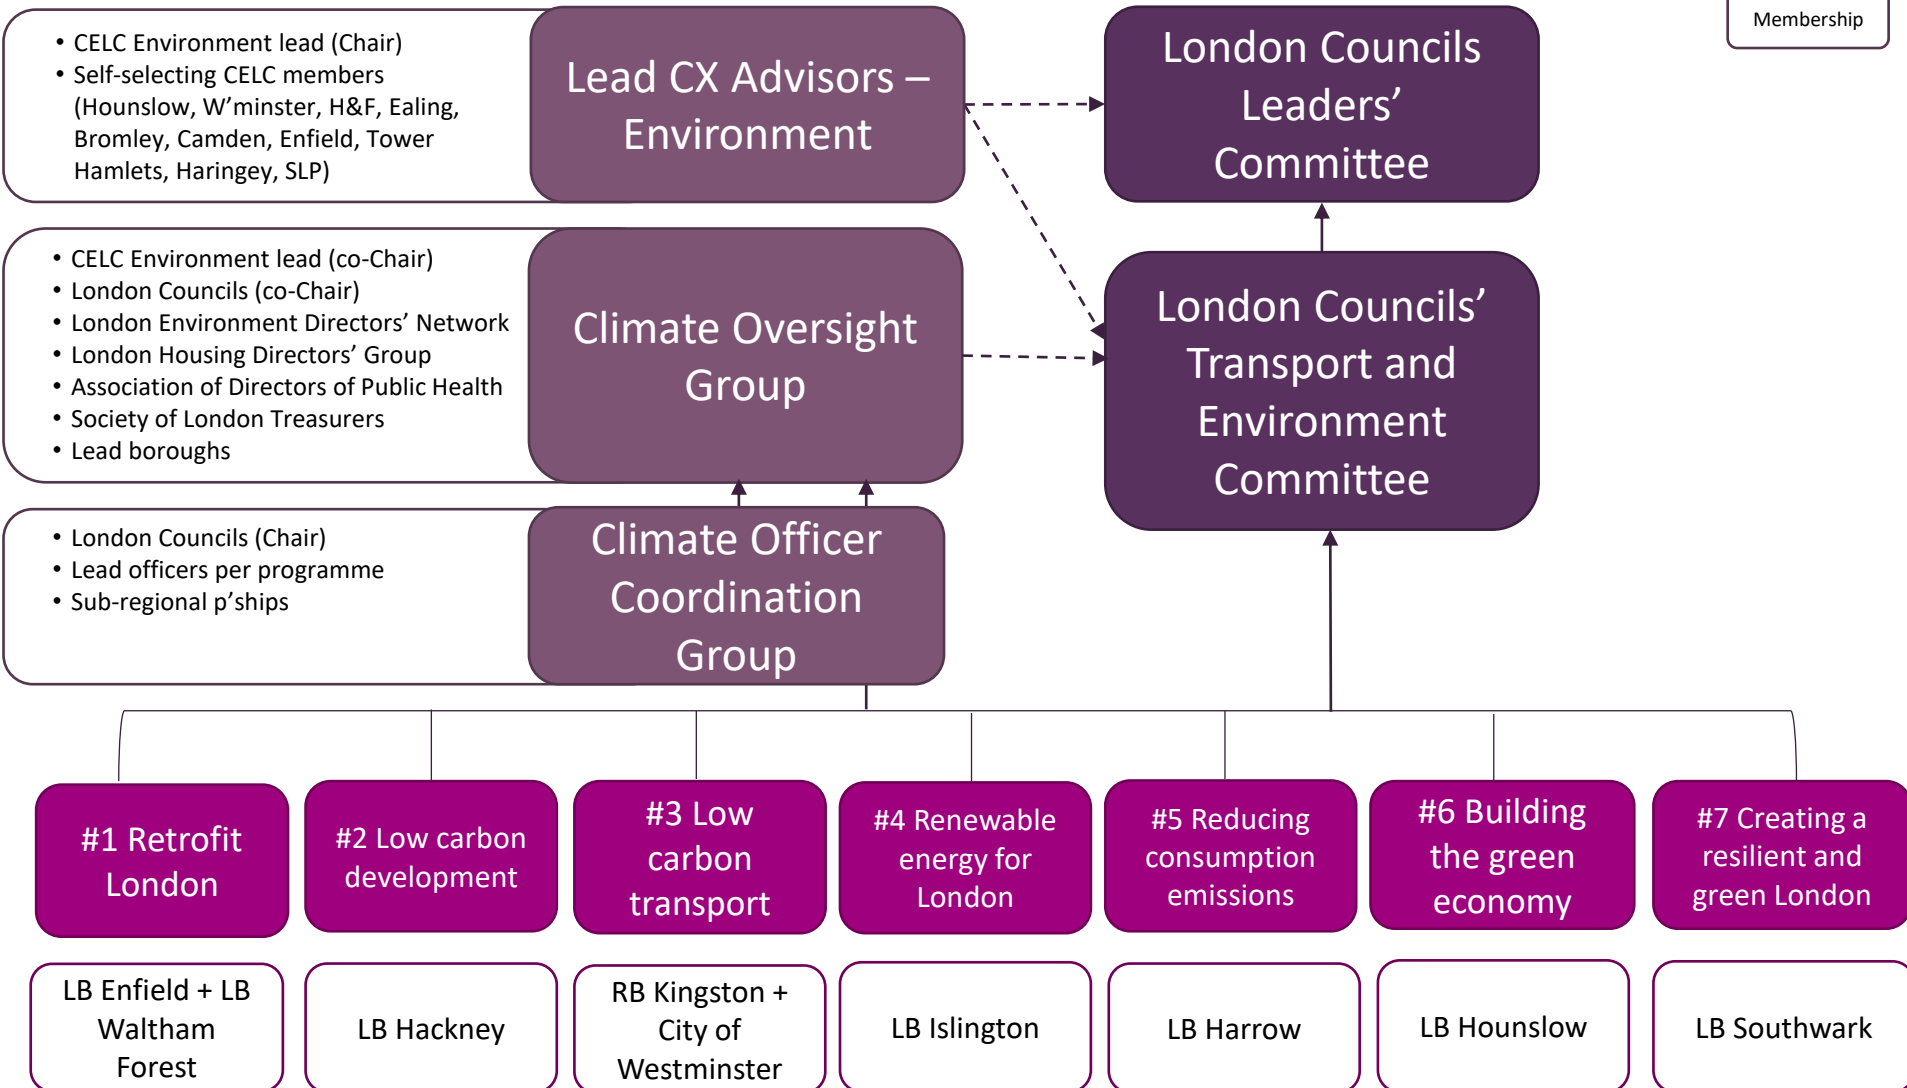 Membership
• CELC Environment lead (Chair)
• Self-selecting CELC members
(Hounslow, W’minster, H&F, Ealing,
Bromley, Camden, Enfield, Tower
Hamlets, Haringey, SLP)
Lead CX Advisors –
Environment
London Councils
Leaders’
Committee
• CELC Environment lead (co-Chair)
• London Councils (co-Chair)
• London Environment Directors’ Network
• London Housing Directors’ Group
• Association of Directors of Public Health
• Society of London Treasurers
• Lead boroughs
Climate Oversight
Group
London Councils’
Transport and
Environment
Committee
• London Councils (Chair)
• Lead officers per programme
• Sub-regional p’ships
Climate Officer
Coordination
Group
#1 Retrofit
London
#2 Low carbon
development
#3 Low
carbon
transport
#4 Renewable
energy for
London
#5 Reducing
consumption
emissions
#6 Building
the green
economy
#7 Creating a
resilient and
green London
LB Enfield + LB
Waltham
Forest
LB Hackney
RB Kingston +
City of
Westminster
LB Islington
LB Harrow
LB Hounslow
LB Southwark